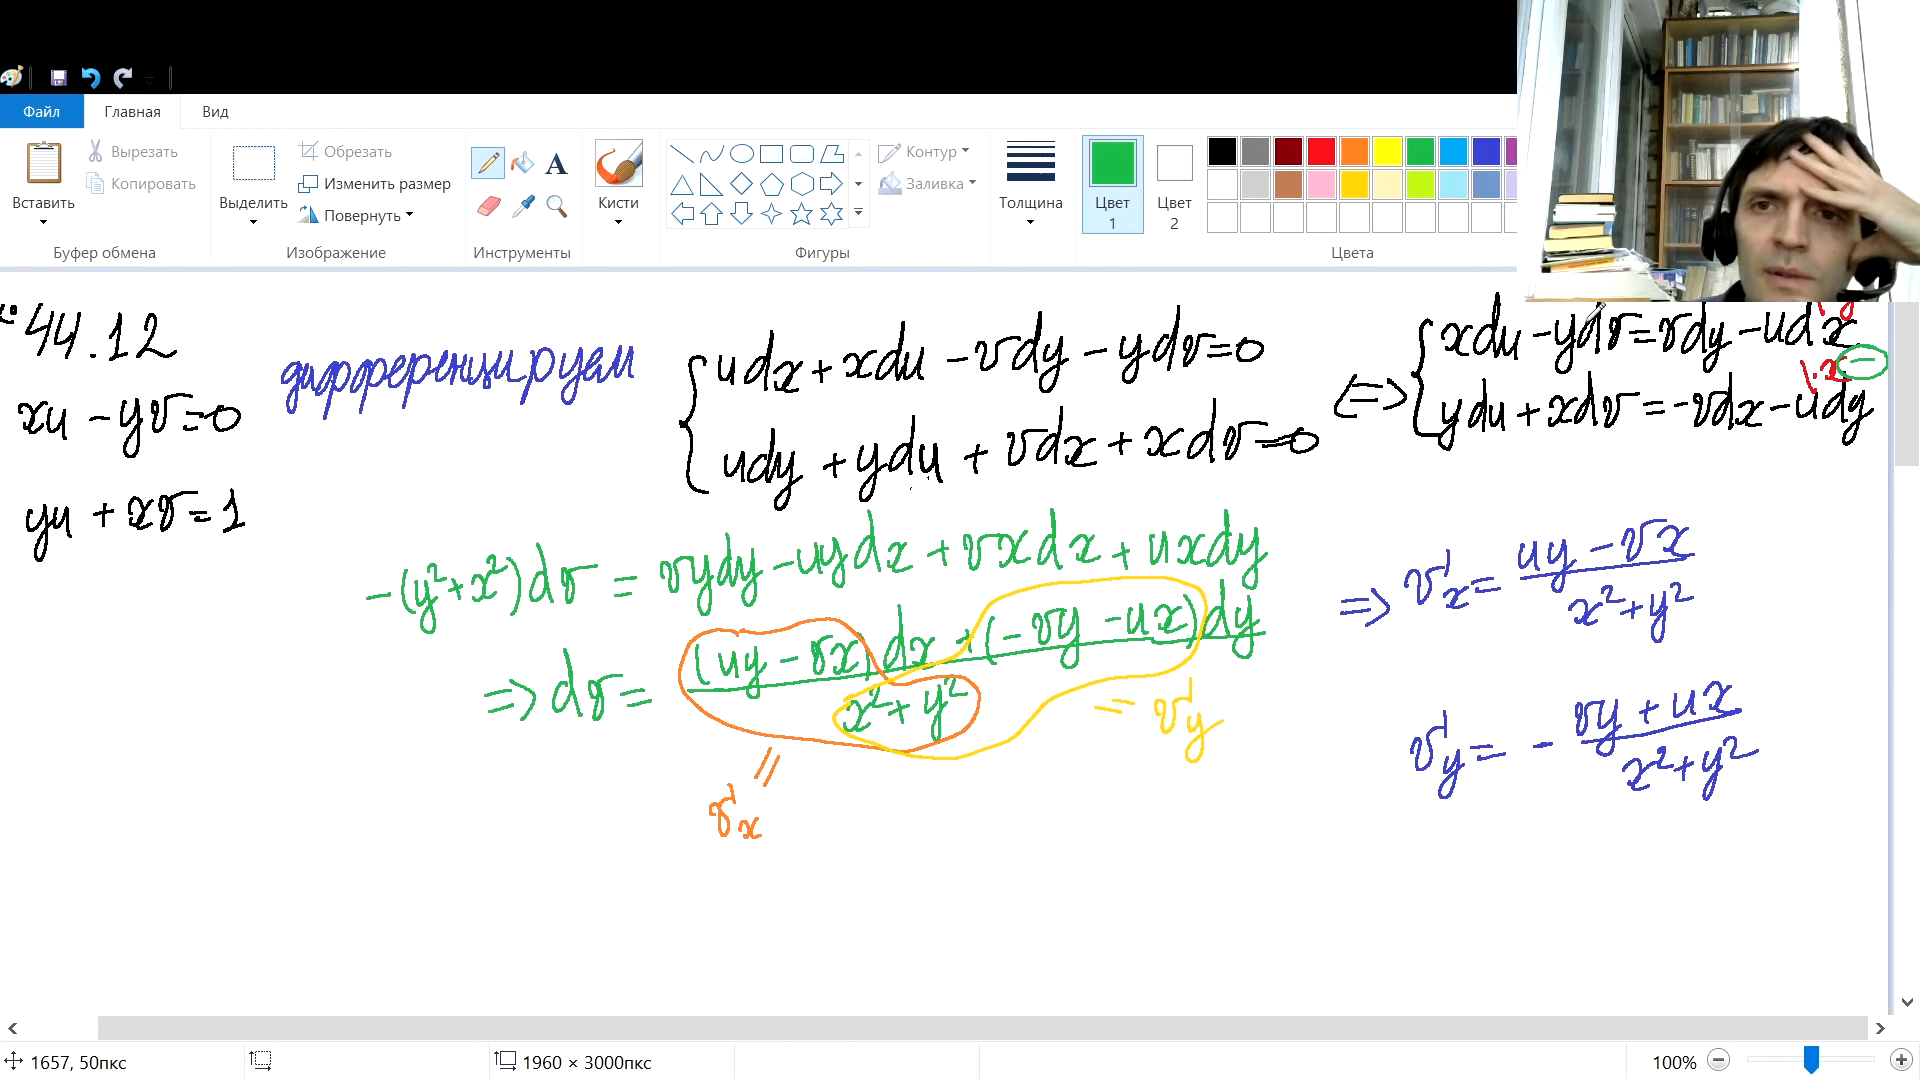 Файл Главная Вид
Вставить
Вырезать
Копировать
Буфер обмена
Выделить
Обрезать
Изменить размер
Повернуть
Изображение
A
Инструменты
Кисти
Фигуры
Контур
Заливка
Толщина
Цвет 1
Цвет 2
Цвета
44.12
xu - yv = 0
yu + xv = 1
дифференцируем
{ udx + xdu - vdy - ydv = 0
udy + ydu + vdx + xdv = 0
<=> { xdu - ydv = vdy - udx |·y
ydu + xdv = -vdx - udy |·x -
-(y²+x²)dv = vydy - uydx + vxdx + uxdy
=> dv = (uy - vx)dx + (-vy - ux)dy
x² + y²
= v'y
= v'x
=> v'x = uy - vx
x² + y²
v'y = - vy + ux
x² + y²
1657, 50пкс
1960 × 3000пкс
100%